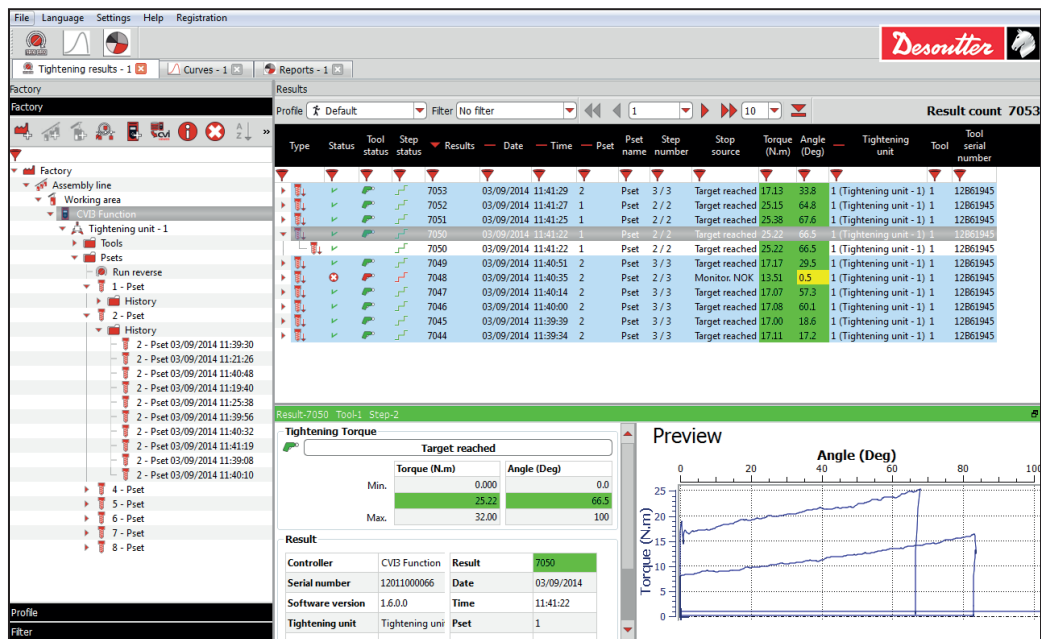 File Language Settings Help Registration
Desoutter
Tightening results - 1 Curves - 1 Reports - 1
Factory
Factory
Factory
Assembly line
Working area
CVI3 Function
Tightening unit - 1
Tools
Psets
Run reverse
1 - Pset
History
2 - Pset
History
2 - Pset 03/09/2014 11:39:30
2 - Pset 03/09/2014 11:21:26
2 - Pset 03/09/2014 11:40:48
2 - Pset 03/09/2014 11:19:40
2 - Pset 03/09/2014 11:25:38
2 - Pset 03/09/2014 11:39:56
2 - Pset 03/09/2014 11:40:32
2 - Pset 03/09/2014 11:41:19
2 - Pset 03/09/2014 11:39:08
2 - Pset 03/09/2014 11:40:10
4 - Pset
5 - Pset
6 - Pset
7 - Pset
8 - Pset
Profile
Filter
Results
Profile Default Filter No filter 1 10 Result count 7053
Type Status Tool status Step status Results Date Time Pset Pset name Step number Stop source Torque (N.m) Angle (Deg) Tightening unit Tool Tool serial number
7053 03/09/2014 11:41:29 2 Pset 3 / 3 Target reached 17.13 33.8 1 (Tightening unit - 1) 1 12B61945
7052 03/09/2014 11:41:27 1 Pset 2 / 2 Target reached 25.15 64.8 1 (Tightening unit - 1) 1 12B61945
7051 03/09/2014 11:41:25 1 Pset 2 / 2 Target reached 25.38 67.6 1 (Tightening unit - 1) 1 12B61945
7050 03/09/2014 11:41:22 1 Pset 2 / 2 Target reached 25.22 66.5 1 (Tightening unit - 1) 1 12B61945
7050 03/09/2014 11:41:22 1 Pset 2 / 2 Target reached 25.22 66.5 1 (Tightening unit - 1) 1 12B61945
7049 03/09/2014 11:40:51 2 Pset 3 / 3 Target reached 17.17 29.5 1 (Tightening unit - 1) 1 12B61945
7048 03/09/2014 11:40:35 2 Pset 2 / 3 Monitor. NOK 13.51 0.5 1 (Tightening unit - 1) 1 12B61945
7047 03/09/2014 11:40:14 2 Pset 3 / 3 Target reached 17.07 57.3 1 (Tightening unit - 1) 1 12B61945
7046 03/09/2014 11:40:00 2 Pset 3 / 3 Target reached 17.08 60.1 1 (Tightening unit - 1) 1 12B61945
7045 03/09/2014 11:39:39 2 Pset 3 / 3 Target reached 17.00 18.6 1 (Tightening unit - 1) 1 12B61945
7044 03/09/2014 11:39:34 2 Pset 3 / 3 Target reached 17.11 17.2 1 (Tightening unit - 1) 1 12B61945
Result-7050 Tool-1 Step-2
Tightening Torque
Target reached
Torque (N.m) Angle (Deg)
Min. 0.000 0.0
25.22 66.5
Max. 32.00 100
Result
Controller CVI3 Function Result 7050
Serial number 12011000066 Date 03/09/2014
Software version 1.6.0.0 Time 11:41:22
Tightening unit Tightening uni Pset 1
Preview
Angle (Deg)
0 20 40 60 80 100
Torque (N.m)
25
20
15
10
5
0